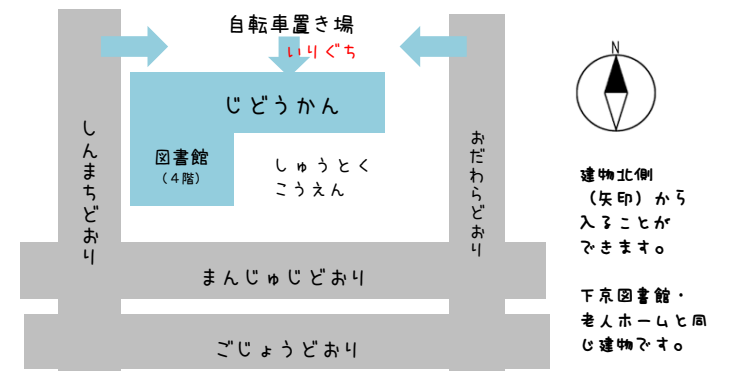 自転車置き場
いりぐち
じどうかん
図書館
（４階）
しゅうとく
こうえん
しんまちどおり
おだわらどおり
まんじゅじどおり
ごじょうどおり
N
建物北側
（矢印）から
入ることが
できます。
下京図書館・
老人ホームと同
じ建物です。